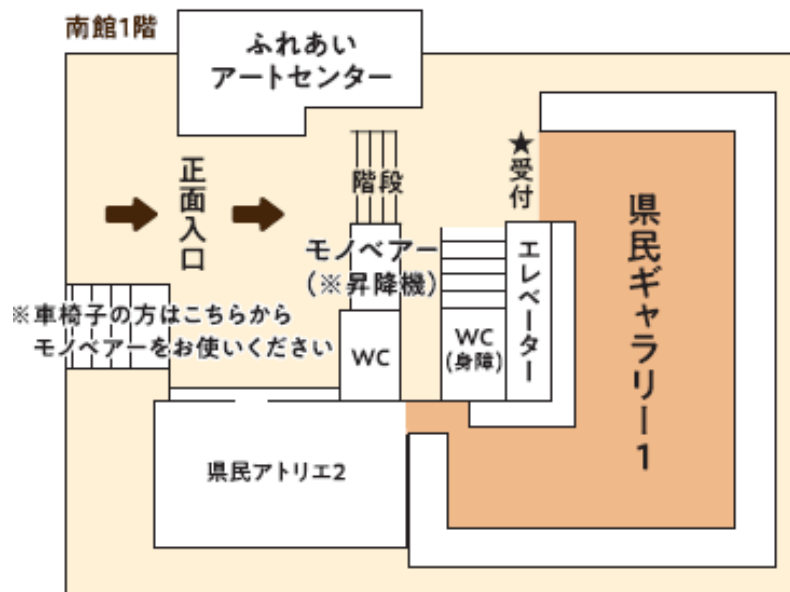 南館1階
ふれあい
アートセンター
正面入口
階段
★受付
モノベアー
(※昇降機)
エレベーター
県民ギャラリー1
※車椅子の方はこちらから
モノベアーをお使いください
WC
WC
(身障)
県民アトリエ2